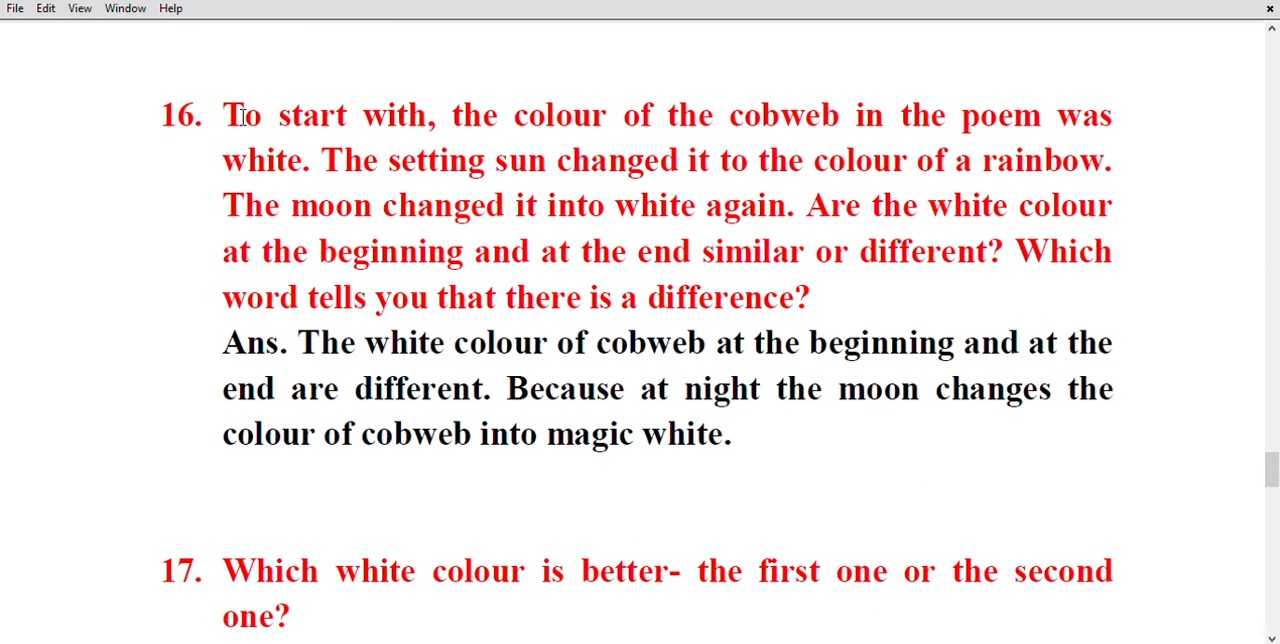 File Edit View Window Help
16. To start with, the colour of the cobweb in the poem was
white. The setting sun changed it to the colour of a rainbow.
The moon changed it into white again. Are the white colour
at the beginning and at the end similar or different? Which
word tells you that there is a difference?
Ans. The white colour of cobweb at the beginning and at the
end are different. Because at night the moon changes the
colour of cobweb into magic white.
17. Which white colour is better- the first one or the second
one?